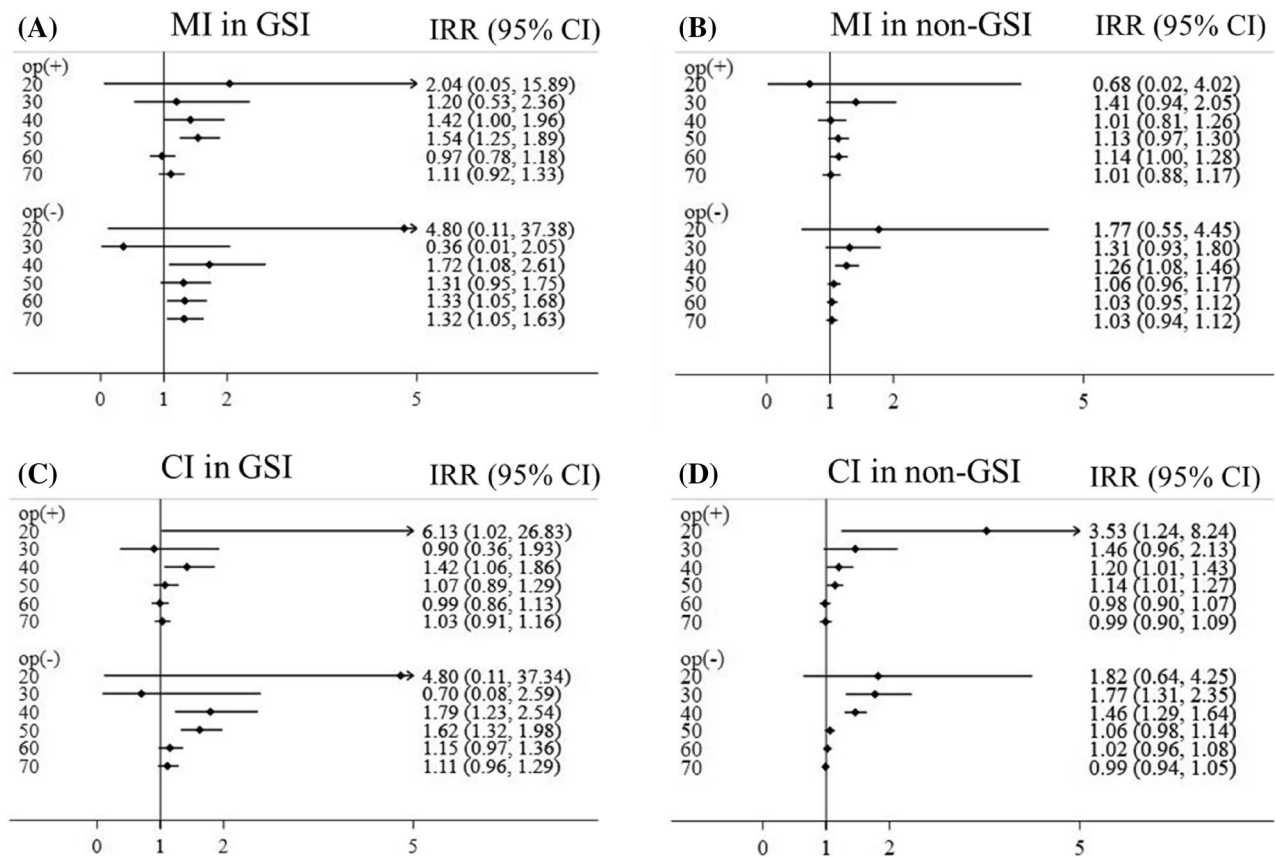 (A) MI in GSI IRR (95% CI)
op(+)
20 2.04 (0.05, 15.89)
30 1.20 (0.53, 2.36)
40 1.42 (1.00, 1.96)
50 1.54 (1.25, 1.89)
60 0.97 (0.78, 1.18)
70 1.11 (0.92, 1.33)
op(-)
20 4.80 (0.11, 37.38)
30 0.36 (0.01, 2.05)
40 1.72 (1.08, 2.61)
50 1.31 (0.95, 1.75)
60 1.33 (1.05, 1.68)
70 1.32 (1.05, 1.63)
0 1 2 5
(B) MI in non-GSI IRR (95% CI)
op(+)
20 0.68 (0.02, 4.02)
30 1.41 (0.94, 2.05)
40 1.01 (0.81, 1.26)
50 1.13 (0.97, 1.30)
60 1.14 (1.00, 1.28)
70 1.01 (0.88, 1.17)
op(-)
20 1.77 (0.55, 4.45)
30 1.31 (0.93, 1.80)
40 1.26 (1.08, 1.46)
50 1.06 (0.96, 1.17)
60 1.03 (0.95, 1.12)
70 1.03 (0.94, 1.12)
0 1 2 5
(C) CI in GSI IRR (95% CI)
op(+)
20 6.13 (1.02, 26.83)
30 0.90 (0.36, 1.93)
40 1.42 (1.06, 1.86)
50 1.07 (0.89, 1.29)
60 0.99 (0.86, 1.13)
70 1.03 (0.91, 1.16)
op(-)
20 4.80 (0.11, 37.34)
30 0.70 (0.08, 2.59)
40 1.79 (1.23, 2.54)
50 1.62 (1.32, 1.98)
60 1.15 (0.97, 1.36)
70 1.11 (0.96, 1.29)
0 1 2 5
(D) CI in non-GSI IRR (95% CI)
op(+)
20 3.53 (1.24, 8.24)
30 1.46 (0.96, 2.13)
40 1.20 (1.01, 1.43)
50 1.14 (1.01, 1.27)
60 0.98 (0.90, 1.07)
70 0.99 (0.90, 1.09)
op(-)
20 1.82 (0.64, 4.25)
30 1.77 (1.31, 2.35)
40 1.46 (1.29, 1.64)
50 1.06 (0.98, 1.14)
60 1.02 (0.96, 1.08)
70 0.99 (0.94, 1.05)
0 1 2 5